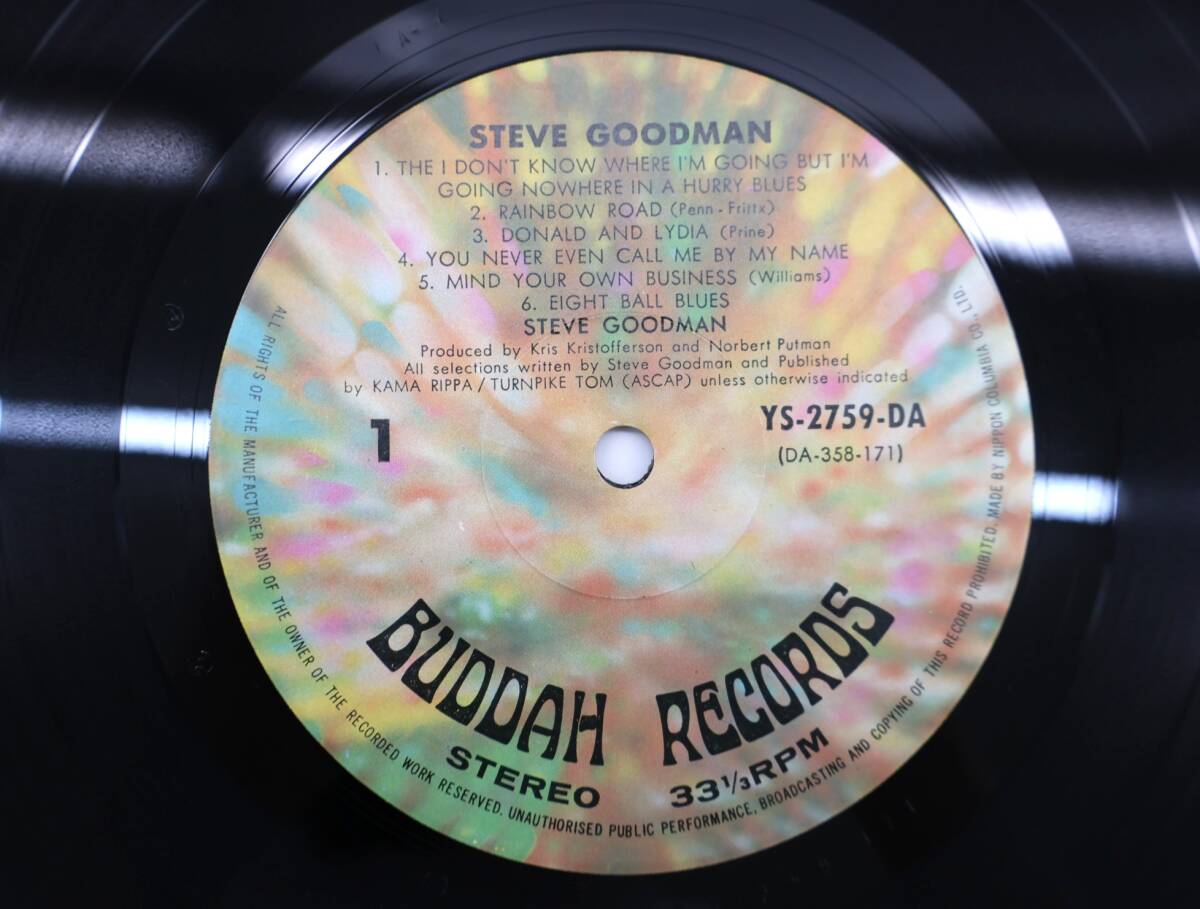 STEVE GOODMAN
1. THE I DON'T KNOW WHERE I'M GOING BUT I'M
GOING NOWHERE IN A HURRY BLUES
2. RAINBOW ROAD (Penn-Frittx)
3. DONALD AND LYDIA (Prine)
4. YOU NEVER EVEN CALL ME BY MY NAME
5. MIND YOUR OWN BUSINESS (Williams)
6. EIGHT BALL BLUES
STEVE GOODMAN
Produced by Kris Kristofferson and Norbert Putman
All selections written by Steve Goodman and Published
by KAMA RIPPA/TURNPIKE TOM (ASCAP) unless otherwise indicated
1
YS-2759-DA
(DA-358-171)
BUDDAH RECORDS
STEREO 33 1/3 RPM
ALL RIGHTS OF THE MANUFACTURER AND OF THE OWNER OF THE RECORDED WORK RESERVED. UNAUTHORISED PUBLIC PERFORMANCE, BROADCASTING AND COPYING OF THIS RECORD PROHIBITED. MADE BY NIPPON COLUMBIA CO., LTD.